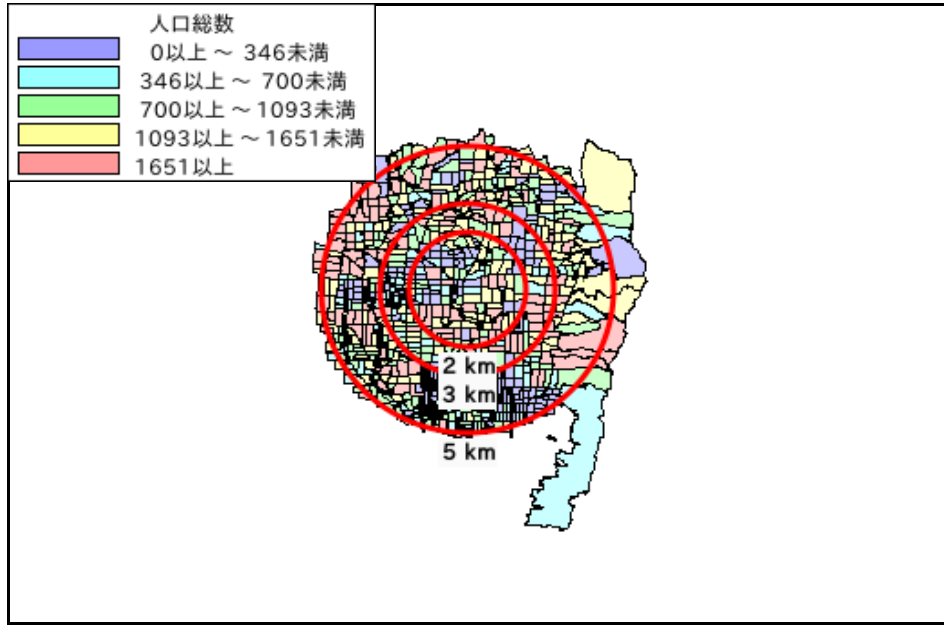 人口総数
0以上 ～ 346未満
346以上 ～ 700未満
700以上 ～ 1093未満
1093以上 ～ 1651未満
1651以上
2 km
3 km
5 km